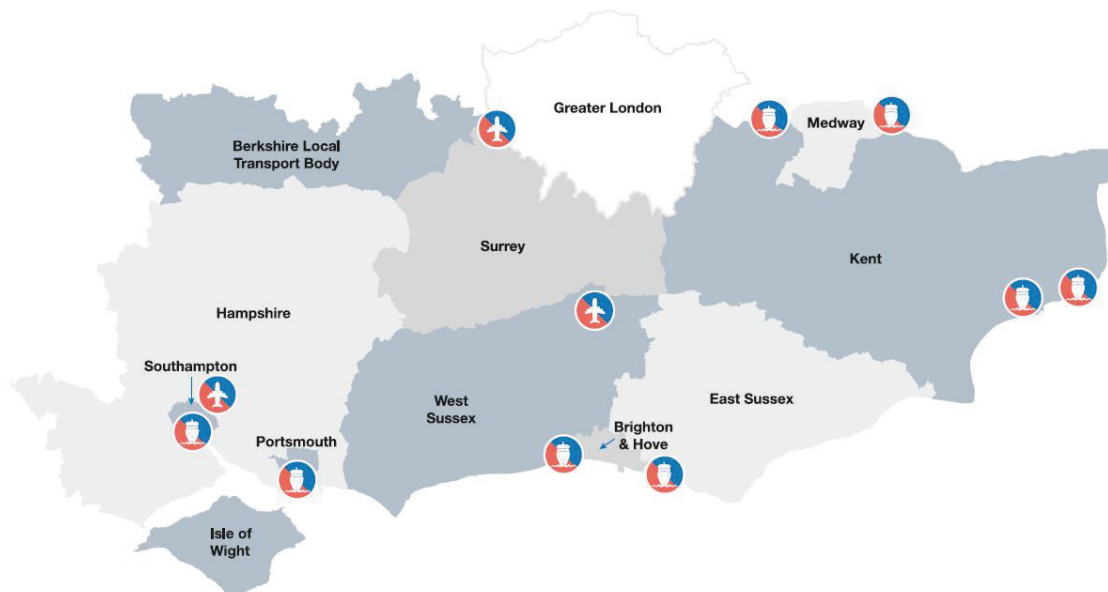 Greater London
Medway
Berkshire Local
Transport Body
Surrey
Kent
Hampshire
Southampton
West
Sussex
East Sussex
Brighton
& Hove
Portsmouth
Isle of
Wight